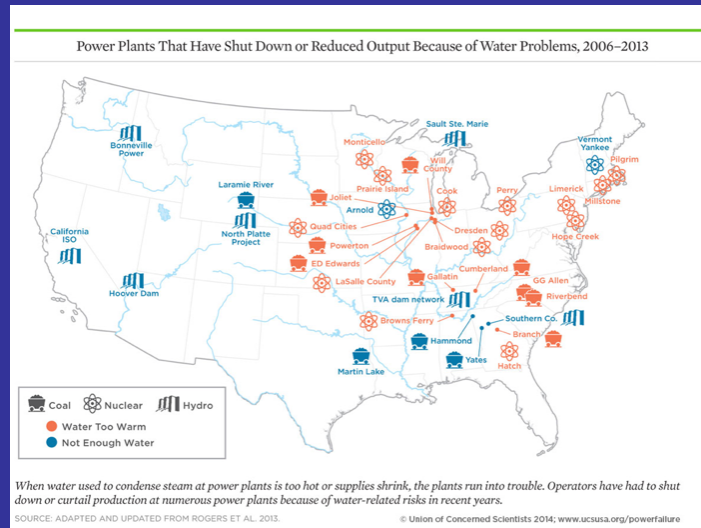 Power Plants That Have Shut Down or Reduced Output Because of Water Problems, 2006–2013
Sault Ste. Marie
Bonneville
Power
Monticello
Will
County
Vermont
Yankee
Pilgrim
Prairie Island
Cook
Perry
Limerick
Millstone
Laramie River
Joliet
Arnold
North Platte
Project
Quad Cities
Dresden
Hope Creek
California
ISO
Powerton
Braidwood
ED Edwards
Cumberland
Hoover Dam
LaSalle County
Gallatin
GG Allen
TVA dam network
Riverbend
Browns Ferry
Southern Co.
Hammond
Branch
Martin Lake
Yates
Hatch
Coal
Nuclear
Hydro
Water Too Warm
Not Enough Water
When water used to condense steam at power plants is too hot or supplies shrink, the plants run into trouble. Operators have had to shut
down or curtail production at numerous power plants because of water-related risks in recent years.
SOURCE: ADAPTED AND UPDATED FROM ROGERS ET AL. 2013.
© Union of Concerned Scientists 2014; www.ucsusa.org/powerfailure